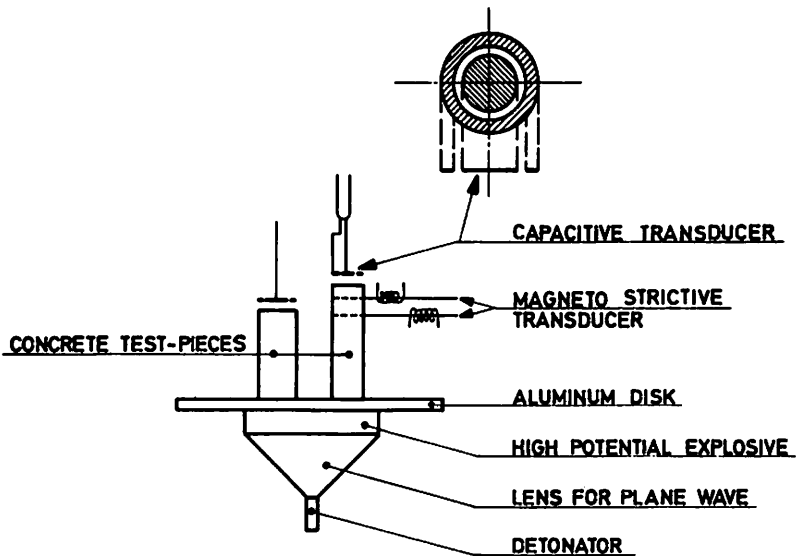 CAPACITIVE TRANSDUCER
MAGNETO STRICTIVE
TRANSDUCER
CONCRETE TEST-PIECES
ALUMINUM DISK
HIGH POTENTIAL EXPLOSIVE
LENS FOR PLANE WAVE
DETONATOR